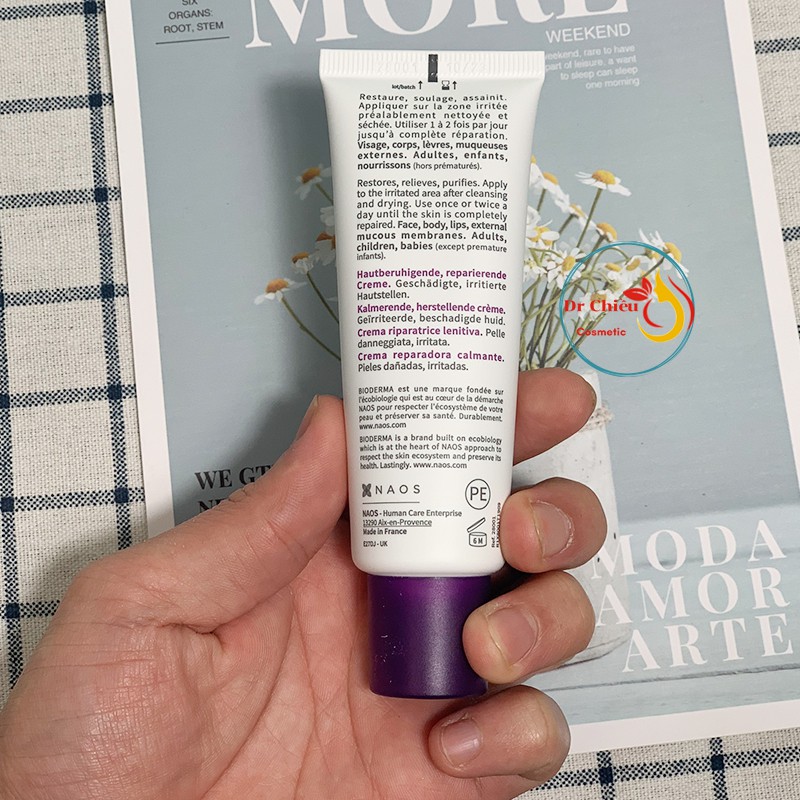 SIX
ORGANS:
ROOT, STEM
MORE
WEEKEND
weekend, rare to have
part of leisure, a want
to sleep can sleep
one morning
lot/batch
Restaure, soulage, assainit.
Appliquer sur la zone irritée
préalablement nettoyée et
séchée. Utiliser 1 à 2 fois par jour
jusqu'à complète réparation.
Visage, corps, lèvres, muqueuses
externes. Adultes, enfants,
nourrissons (hors prématurés).
Restores, relieves, purifies. Apply
to the irritated area after cleansing
and drying. Use once or twice a
day until the skin is completely
repaired. Face, body, lips, external
mucous membranes. Adults,
children, babies (except premature
infants).
Hautberuhigende, reparierende
Creme. Geschädigte, irritierte
Hautstellen.
Kalmerende, herstellende crème.
Geïrriteerde, beschadigde huid.
Crema riparatrice lenitiva. Pelle
danneggiata, irritata.
Crema reparadora calmante.
Pieles dañadas, irritadas.
BIODERMA est une marque fondée sur
l'écobiologie qui est au cœur de la démarche
NAOS pour respecter l'écosystème de votre
peau et préserver sa santé. Durablement.
www.naos.com
BIODERMA is a brand built on ecobiology
which is at the heart of NAOS approach to
respect the skin ecosystem and preserve its
health. Lastingly. www.naos.com
NAOS
PE
NAOS - Human Care Enterprise
13290 Aix-en-Provence
Made in France
E270J - UK
6 M
Dr Chiếu
Cosmetic
WE
MODA
AMOR
ARTE